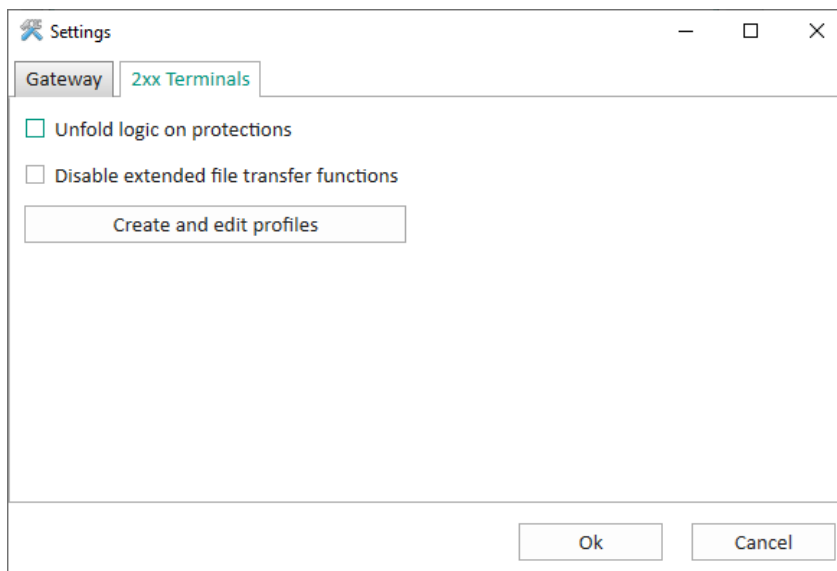 Settings
Gateway 2xx Terminals
Unfold logic on protections
Disable extended file transfer functions
Create and edit profiles
Ok Cancel